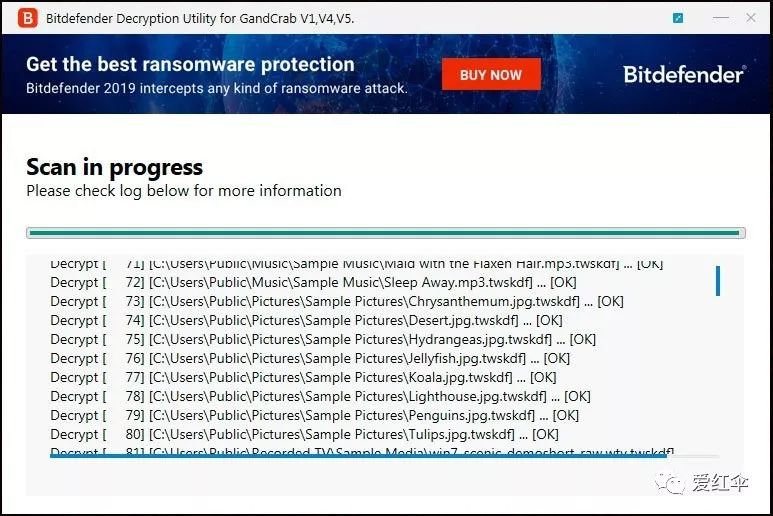 Bitdefender Decryption Utility for GandCrab V1,V4,V5.
Get the best ransomware protection
Bitdefender 2019 intercepts any kind of ransomware attack.
BUY NOW
Bitdefender®
Scan in progress
Please check log below for more information
Decrypt [ 71] [C:\Users\Public\Music\Sample Music\Maid with the Flaxen Hair.mp3.twskdf] ... [OK]
Decrypt [ 72] [C:\Users\Public\Music\Sample Music\Sleep Away.mp3.twskdf] ... [OK]
Decrypt [ 73] [C:\Users\Public\Pictures\Sample Pictures\Chrysanthemum.jpg.twskdf] ... [OK]
Decrypt [ 74] [C:\Users\Public\Pictures\Sample Pictures\Desert.jpg.twskdf] ... [OK]
Decrypt [ 75] [C:\Users\Public\Pictures\Sample Pictures\Hydrangeas.jpg.twskdf] ... [OK]
Decrypt [ 76] [C:\Users\Public\Pictures\Sample Pictures\Jellyfish.jpg.twskdf] ... [OK]
Decrypt [ 77] [C:\Users\Public\Pictures\Sample Pictures\Koala.jpg.twskdf] ... [OK]
Decrypt [ 78] [C:\Users\Public\Pictures\Sample Pictures\Lighthouse.jpg.twskdf] ... [OK]
Decrypt [ 79] [C:\Users\Public\Pictures\Sample Pictures\Penguins.jpg.twskdf] ... [OK]
Decrypt [ 80] [C:\Users\Public\Pictures\Sample Pictures\Tulips.jpg.twskdf] ... [OK]
Decrypt [ 81] [C:\Users\Public\Recorded TV\Sample Media\win7_scenic-demoshort_raw.wtv.twskdf]
爱红伞